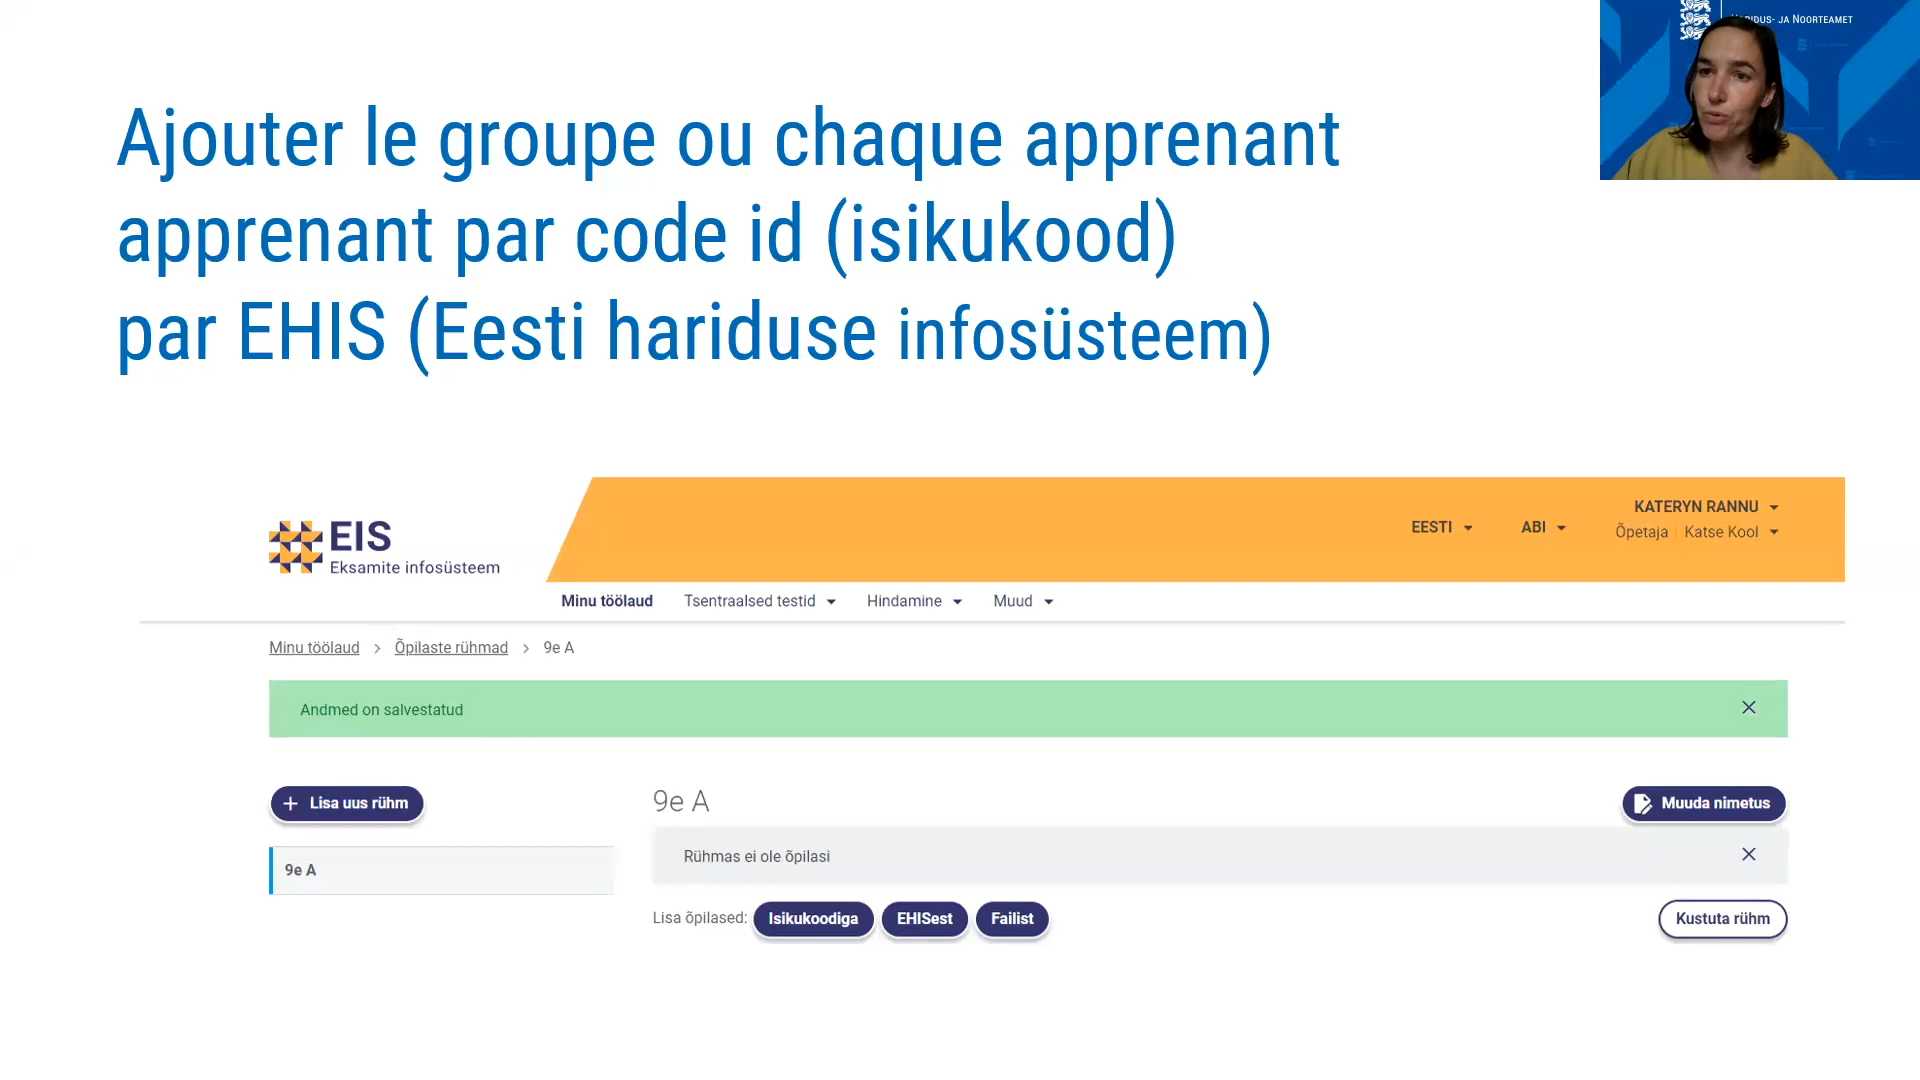 HARIDUS- JA NOORTEAMET
Ajouter le groupe ou chaque apprenant
apprenant par code id (isikukood)
par EHIS (Eesti hariduse infosüsteem)
EIS
Eksamite infosüsteem
EESTI
ABI
KATERYN RANNU
Õpetaja | Katse Kool
Minu töölaud Tsentraalsed testid Hindamine Muud
Minu töölaud > Õpilaste rühmad > 9e A
Andmed on salvestatud
+ Lisa uus rühm
9e A
Muuda nimetus
9e A
Rühmas ei ole õpilasi
Lisa õpilased: Isikukoodiga EHISest Failist
Kustuta rühm